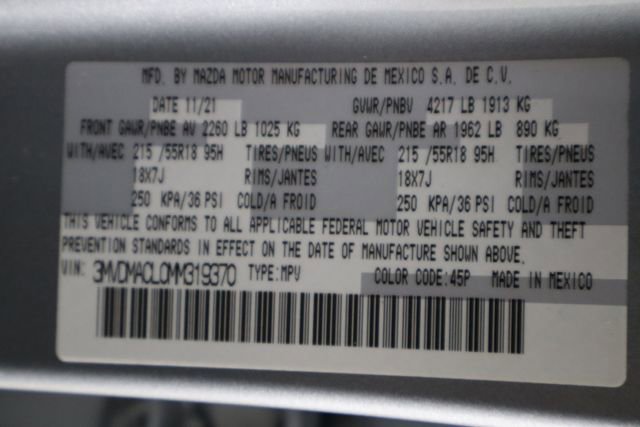 MFD. BY MAZDA MOTOR MANUFACTURING DE MEXICO S.A. DE C.V.
DATE 11/21 GVWR/PNBV 4217 LB 1913 KG
FRONT GAWR/PNBE AV 2260 LB 1025 KG REAR GAWR/PNBE AR 1962 LB 890 KG
WITH/AVEC 215 /55R18 95H TIRES/PNEUS WITH/AVEC 215 /55R18 95H TIRES/PNEUS
18X7J RIMS/JANTES 18X7J RIMS/JANTES
250 KPA/36 PSI COLD/A FROID 250 KPA/36 PSI COLD/A FROID
THIS VEHICLE CONFORMS TO ALL APPLICABLE FEDERAL MOTOR VEHICLE SAFETY AND THEFT
PREVENTION STANDARDS IN EFFECT ON THE DATE OF MANUFACTURE SHOWN ABOVE.
VIN: 3MVDMACL0MM319370 TYPE:MPV COLOR CODE:45P MADE IN MEXICO